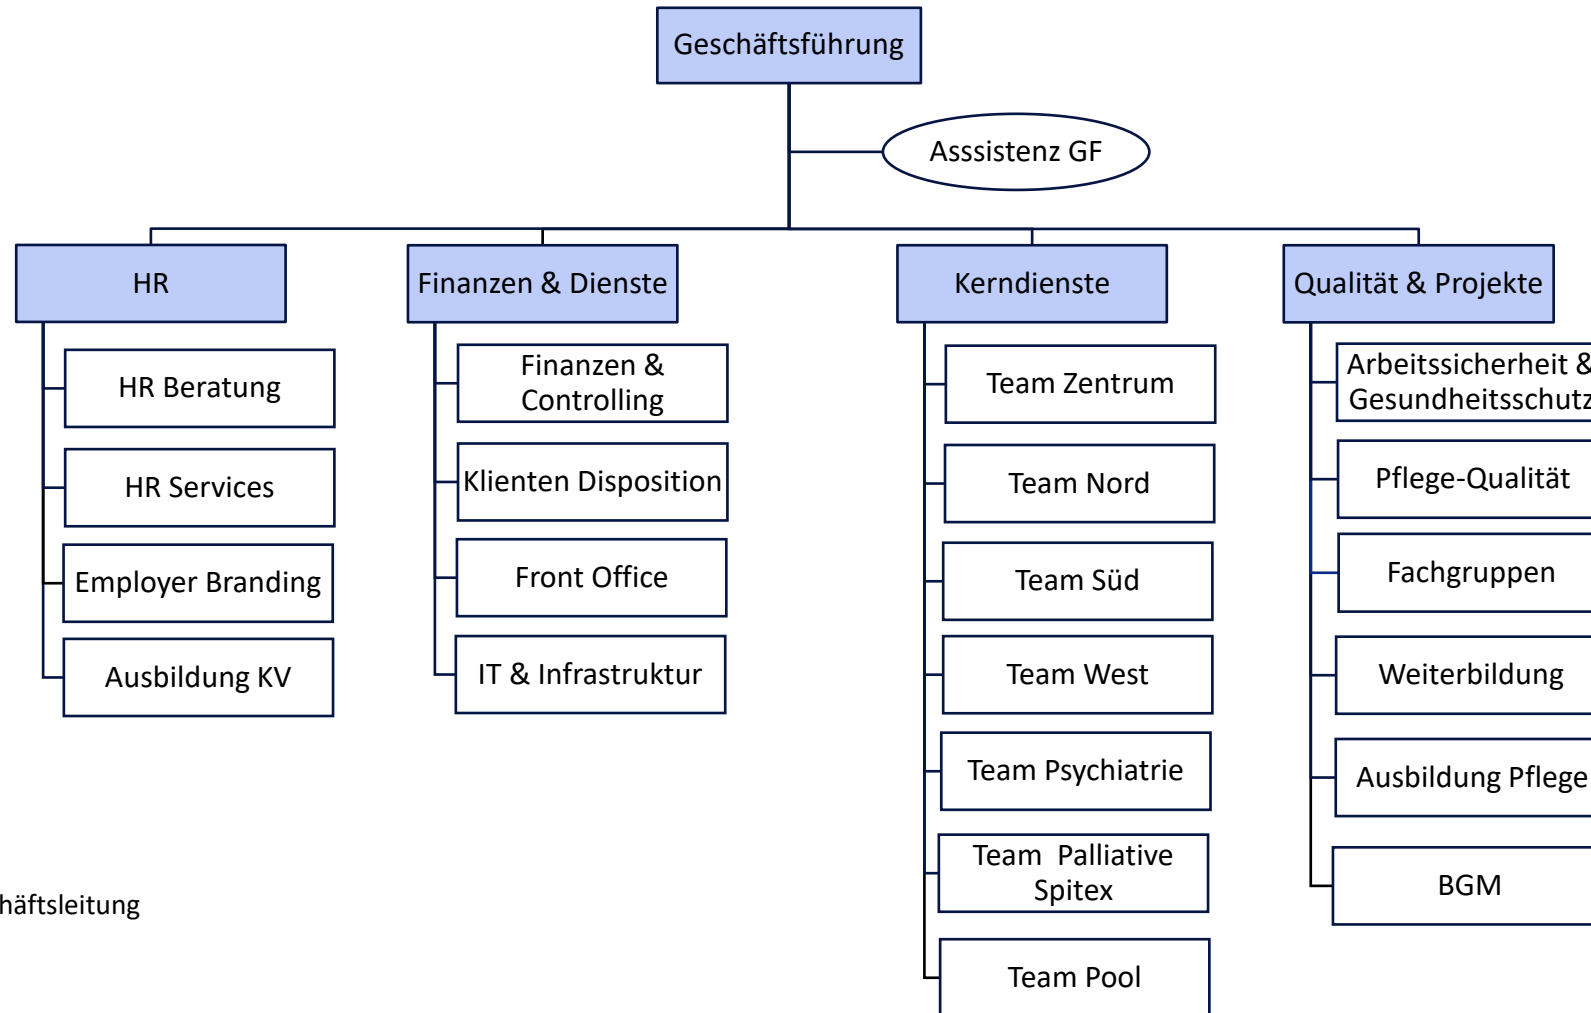 Geschäftsführung
Asssistenz GF
HR
Finanzen & Dienste
Kerndienste
Qualität & Projekte
HR Beratung
HR Services
Employer Branding
Ausbildung KV
Finanzen &
Controlling
Klienten Disposition
Front Office
IT & Infrastruktur
Team Zentrum
Team Nord
Team Süd
Team West
Team Psychiatrie
Team Palliative
Spitex
Team Pool
Arbeitssicherheit &
Gesundheitsschutz
Pflege-Qualität
Fachgruppen
Weiterbildung
Ausbildung Pflege
BGM
häftsleitung